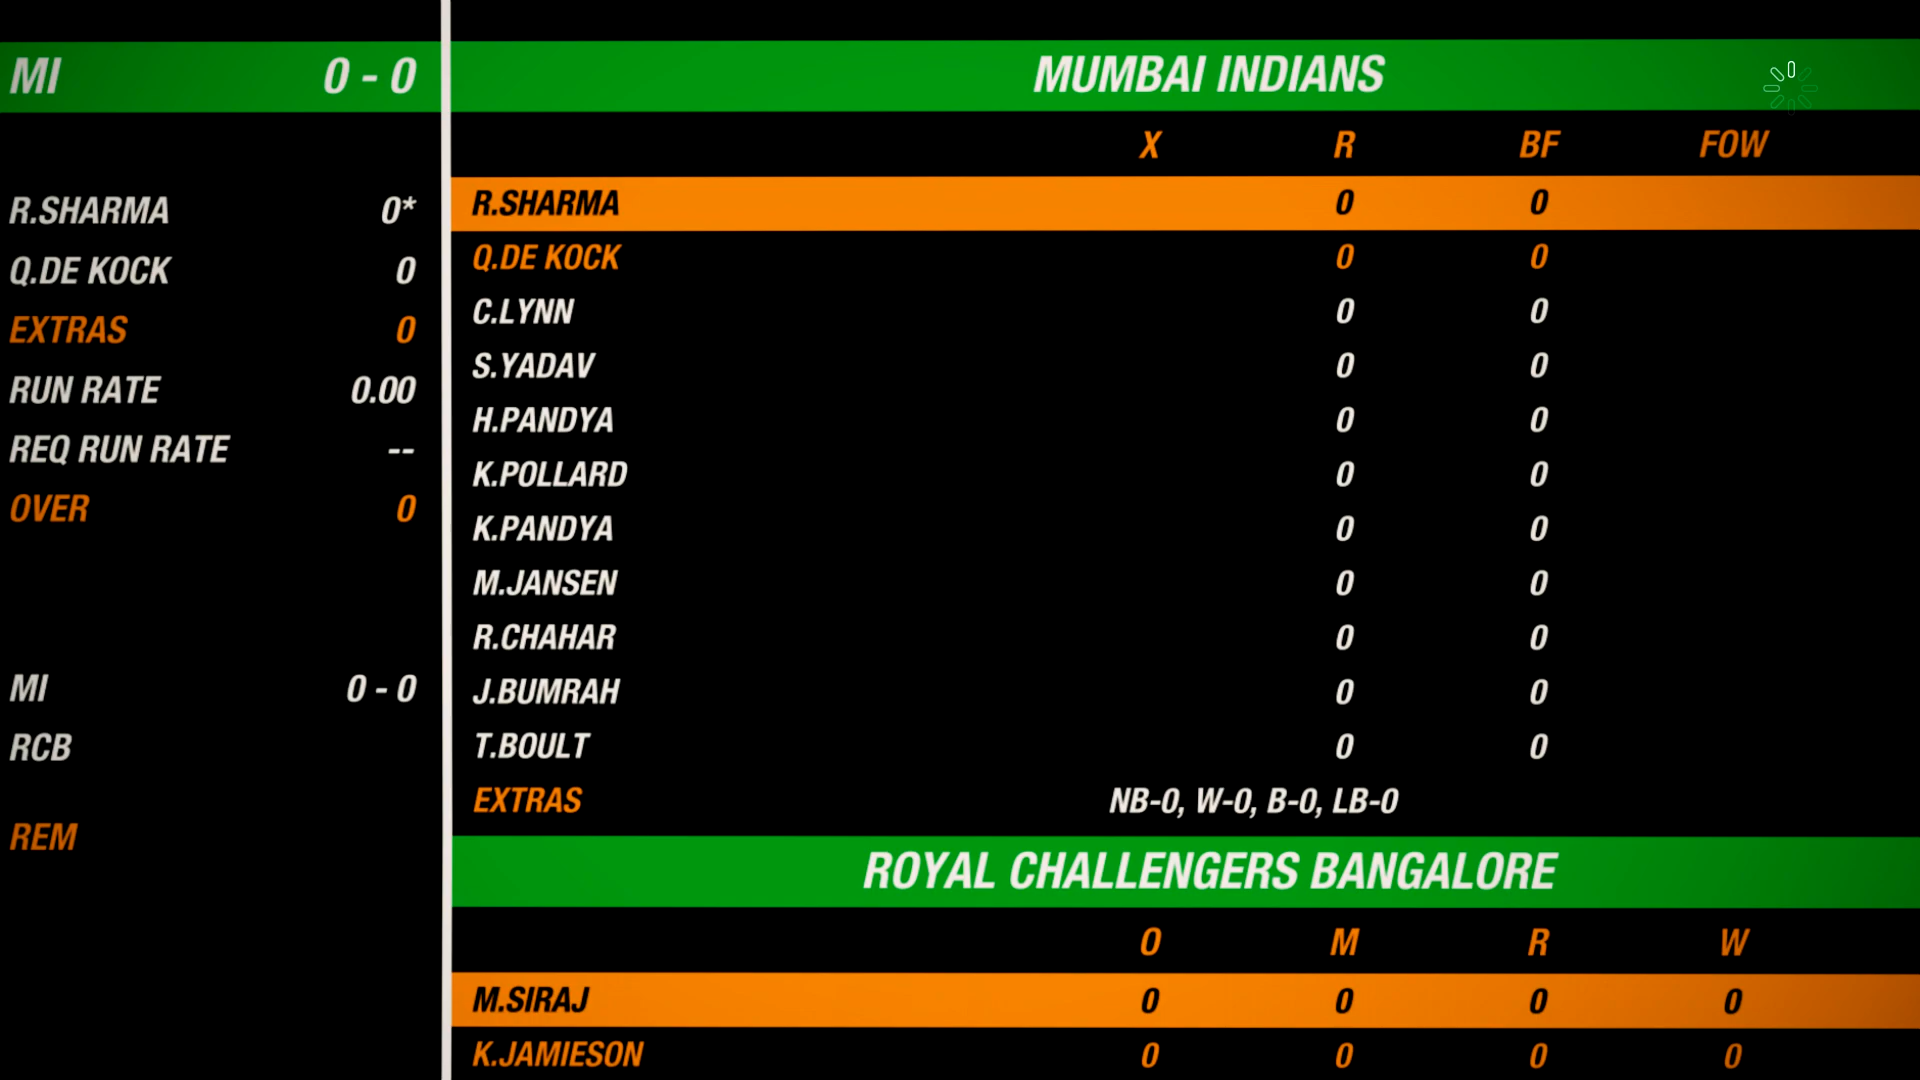 MI 0 - 0
R.SHARMA 0*
Q.DE KOCK 0
EXTRAS 0
RUN RATE 0.00
REQ RUN RATE --
OVER 0
MI 0 - 0
RCB
REM
MUMBAI INDIANS
X R BF FOW
R.SHARMA 0 0
Q.DE KOCK 0 0
C.LYNN 0 0
S.YADAV 0 0
H.PANDYA 0 0
K.POLLARD 0 0
K.PANDYA 0 0
M.JANSEN 0 0
R.CHAHAR 0 0
J.BUMRAH 0 0
T.BOULT 0 0
EXTRAS NB-0, W-0, B-0, LB-0
ROYAL CHALLENGERS BANGALORE
O M R W
M.SIRAJ 0 0 0 0
K.JAMIESON 0 0 0 0